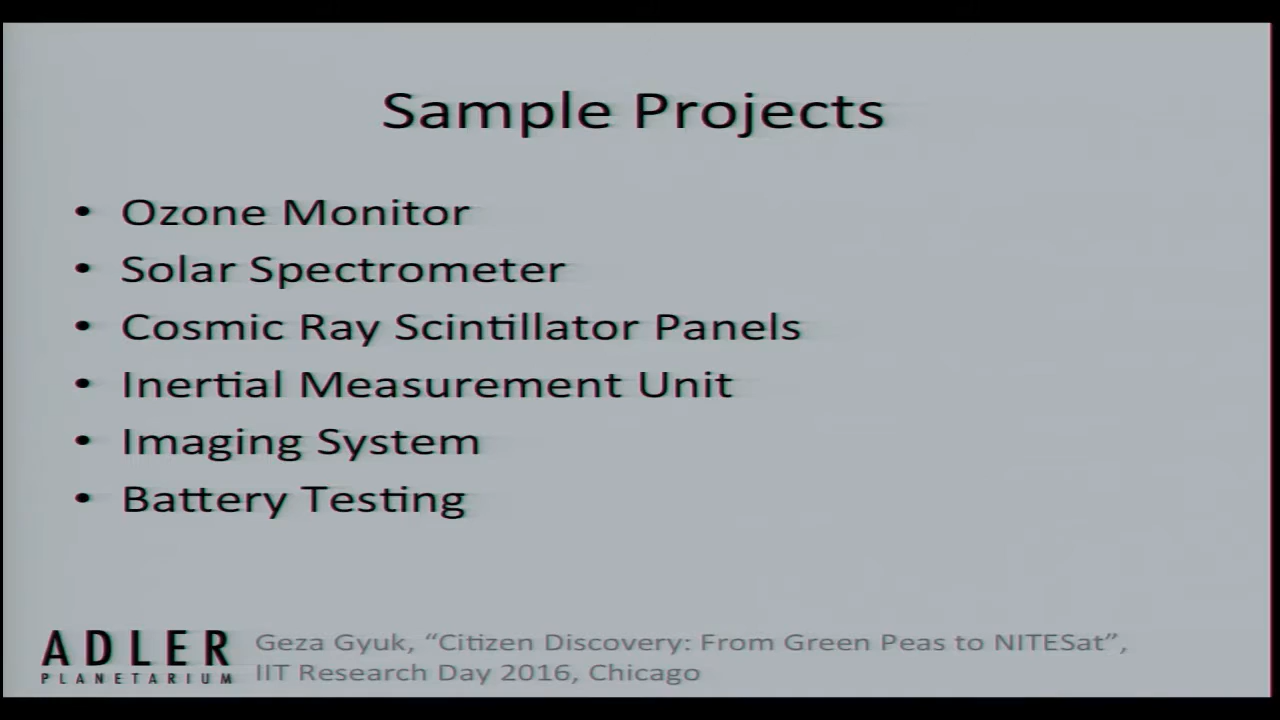 Sample Projects
• Ozone Monitor
• Solar Spectrometer
• Cosmic Ray Scintillator Panels
• Inertial Measurement Unit
• Imaging System
• Battery Testing
ADLER
PLANETARIUM
Geza Gyuk, “Citizen Discovery: From Green Peas to NITESat”,
IIT Research Day 2016, Chicago